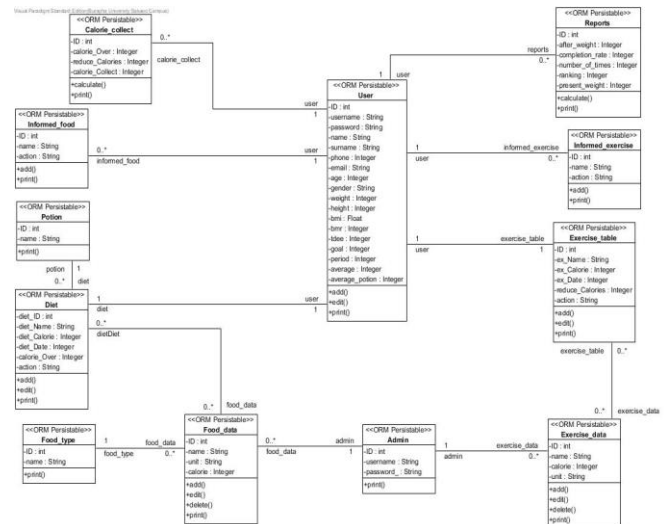 Visual Paradigm Standard Edition(Burapha University Sakaeo Campus)
<<ORM Persistable>>
Calorie_collect
-ID : int
-calorie_Over : Integer
-reduce_Calories : Integer
-calorie_Collect : Integer
+calculate()
+print()
0..*
calorie_collect
user
1
<<ORM Persistable>>
Reports
-ID : int
-after_weight : Integer
-completion_rate : Integer
-number_of_times : Integer
-ranking : Integer
-present_weight : Integer
+calculate()
+print()
reports
0..*
1
user
<<ORM Persistable>>
User
-ID : int
-username : String
-password : String
-name : String
-surname : String
-phone : Integer
-email : String
-age : Integer
-gender : String
-weight : Integer
-height : Integer
-bmi : Float
-bmr : Integer
-tdee : Integer
-goal : Integer
-period : Integer
-average : Integer
-average_potion : Integer
+add()
+edit()
+print()
<<ORM Persistable>>
Informed_food
-ID : int
-name : String
-action : String
+add()
+print()
0..*
informed_food
user
1
<<ORM Persistable>>
Informed_exercise
-ID : int
-name : String
-action : String
+add()
+print()
1
user
informed_exercise
0..*
<<ORM Persistable>>
Potion
-ID : int
-name : String
+print()
potion
1
0..*
diet
<<ORM Persistable>>
Exercise_table
-ID : int
-ex_Name : String
-ex_Calorie : Integer
-ex_Date : Integer
-reduce_Calories : Integer
-action : String
+add()
+edit()
+print()
1
user
exercise_table
1
<<ORM Persistable>>
Diet
-diet_ID : int
-diet_Name : String
-diet_Calorie : Integer
-diet_Date : Integer
-calorie_Over : Integer
-action : String
+add()
+edit()
+print()
1
diet
user
1
0..*
dietDiet
0..*
food_data
exercise_table
0..*
0..*
exercise_data
<<ORM Persistable>>
Food_type
-ID : int
-name : String
+print()
1
food_type
food_data
0..*
<<ORM Persistable>>
Food_data
-ID : int
-name : String
-unit : String
-calorie : Integer
+add()
+edit()
+delete()
+print()
0..*
food_data
admin
1
<<ORM Persistable>>
Admin
-ID : int
-username : String
-password_ : String
+print()
1
admin
exercise_data
0..*
<<ORM Persistable>>
Exercise_data
-ID : int
-name : String
-calorie : Integer
-unit : String
+add()
+edit()
+delete()
+print()